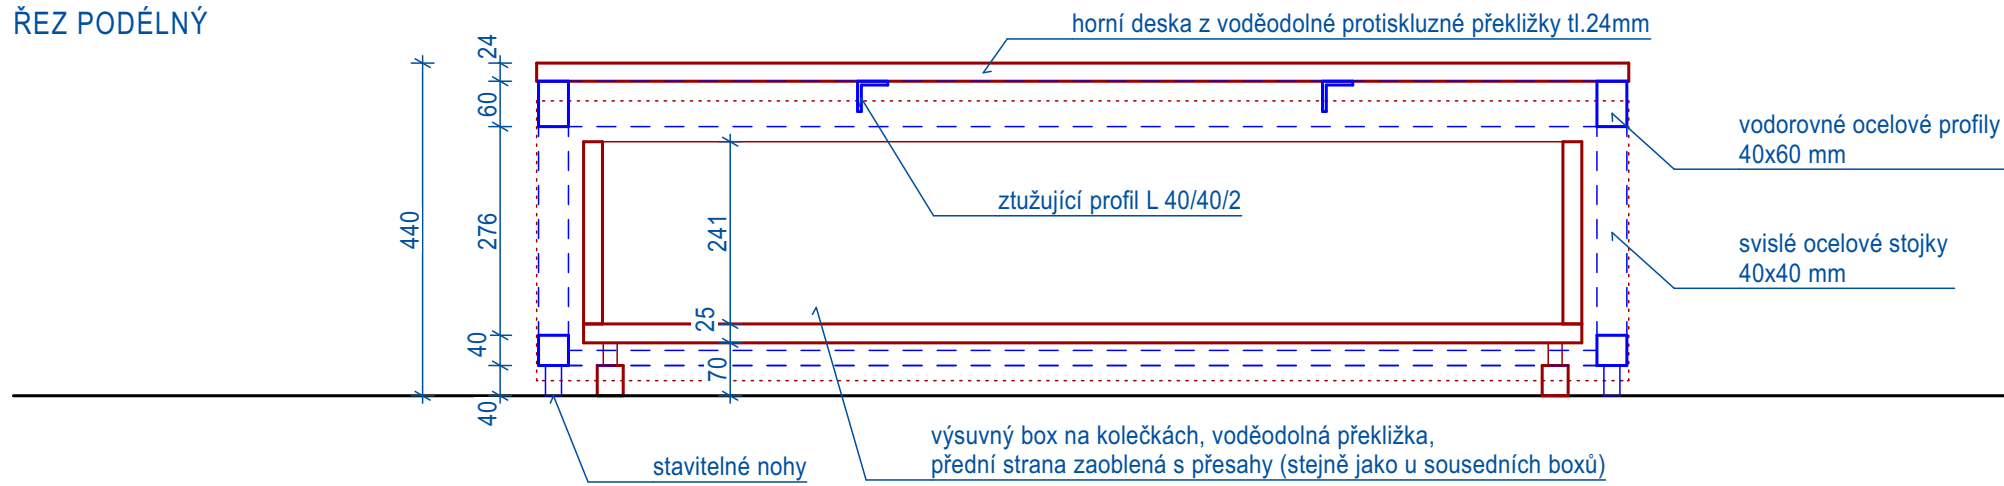 ŘEZ PODÉLNÝ
horní deska z voděodolné protiskluzné překližky tl.24mm
24
60
vodorovné ocelové profily
40x60 mm
ztužující profil L 40/40/2
440
276
241
svislé ocelové stojky
40x40 mm
25
40
70
40
výsuvný box na kolečkách, voděodolná překližka,
přední strana zaoblená s přesahy (stejně jako u sousedních boxů)
stavitelné nohy